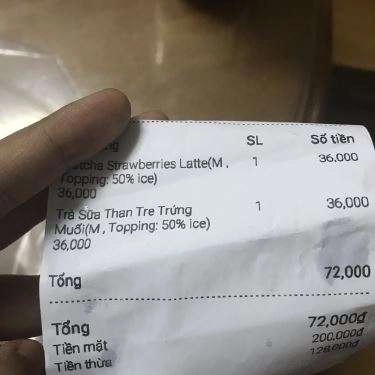 SL Số tiền
Strawberries Latte(M , 1 36,000
Topping: 50% ice)
36,000
Trà Sữa Than Tre Trứng 1 36,000
Muối(M , Topping: 50% ice)
36,000
Tổng 72,000
Tổng 72,000đ
Tiền mặt 200,000đ
Tiền thừa 128,000đ